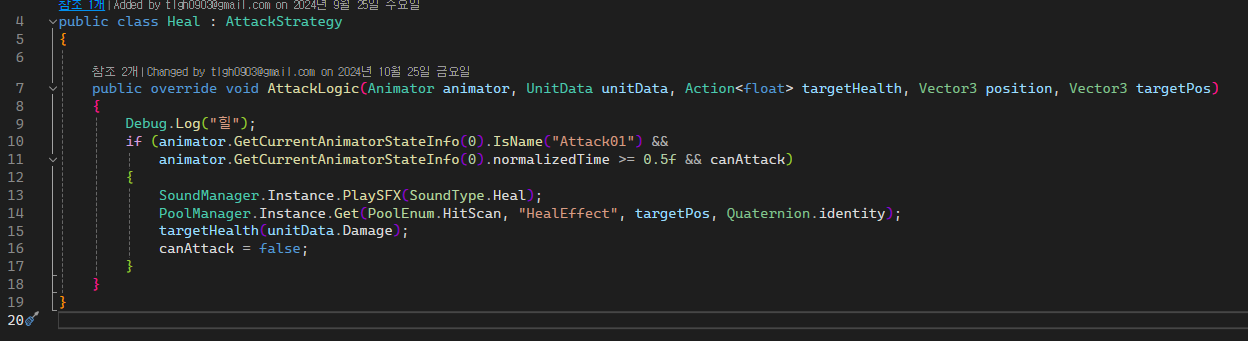 참조 1개|Added by tlgh0903@gmail.com on 2024년 9월 25일 수요일
4 public class Heal : AttackStrategy
5 {
6
참조 2개|Changed by tlgh0903@gmail.com on 2024년 10월 25일 금요일
7 public override void AttackLogic(Animator animator, UnitData unitData, Action<float> targetHealth, Vector3 position, Vector3 targetPos)
8 {
9 Debug.Log("힐");
10 if (animator.GetCurrentAnimatorStateInfo(0).IsName("Attack01") &&
11 animator.GetCurrentAnimatorStateInfo(0).normalizedTime >= 0.5f && canAttack)
12 {
13 SoundManager.Instance.PlaySFX(SoundType.Heal);
14 PoolManager.Instance.Get(PoolEnum.HitScan, "HealEffect", targetPos, Quaternion.identity);
15 targetHealth(unitData.Damage);
16 canAttack = false;
17 }
18 }
19 }
20